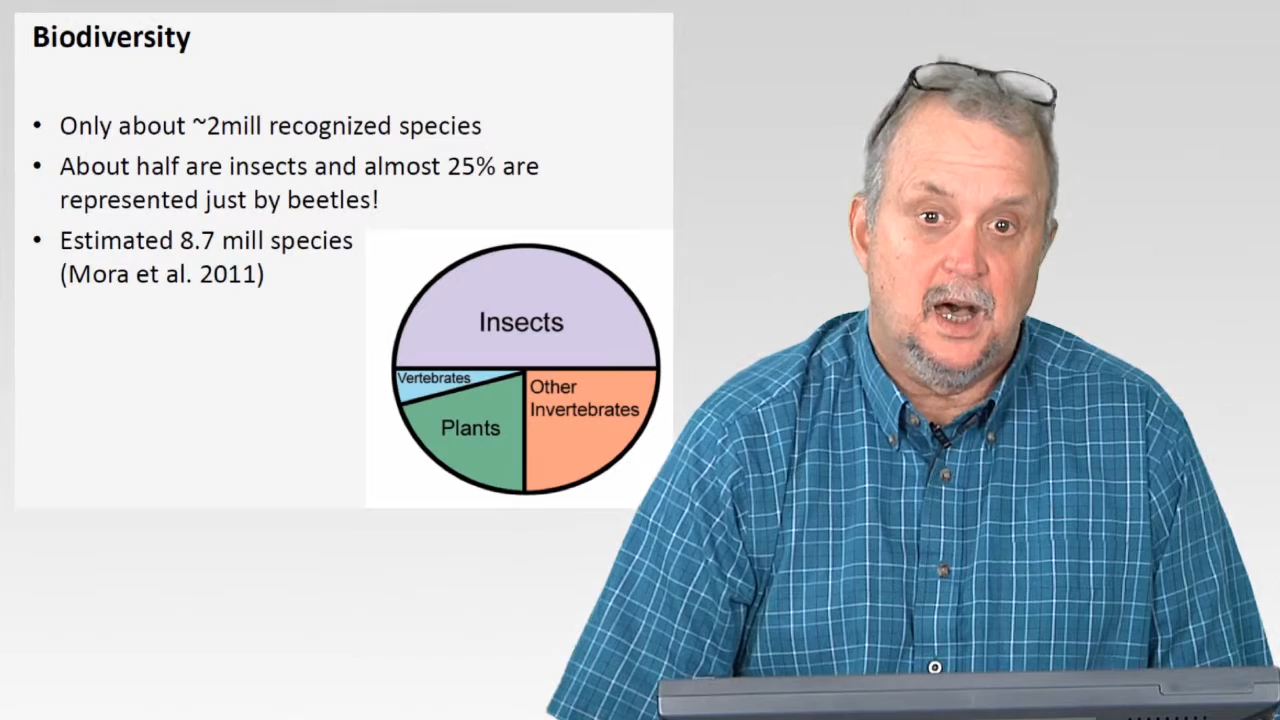 Biodiversity
• Only about ~2mill recognized species
• About half are insects and almost 25% are
represented just by beetles!
• Estimated 8.7 mill species
(Mora et al. 2011)
Insects
Vertebrates
Other
Invertebrates
Plants